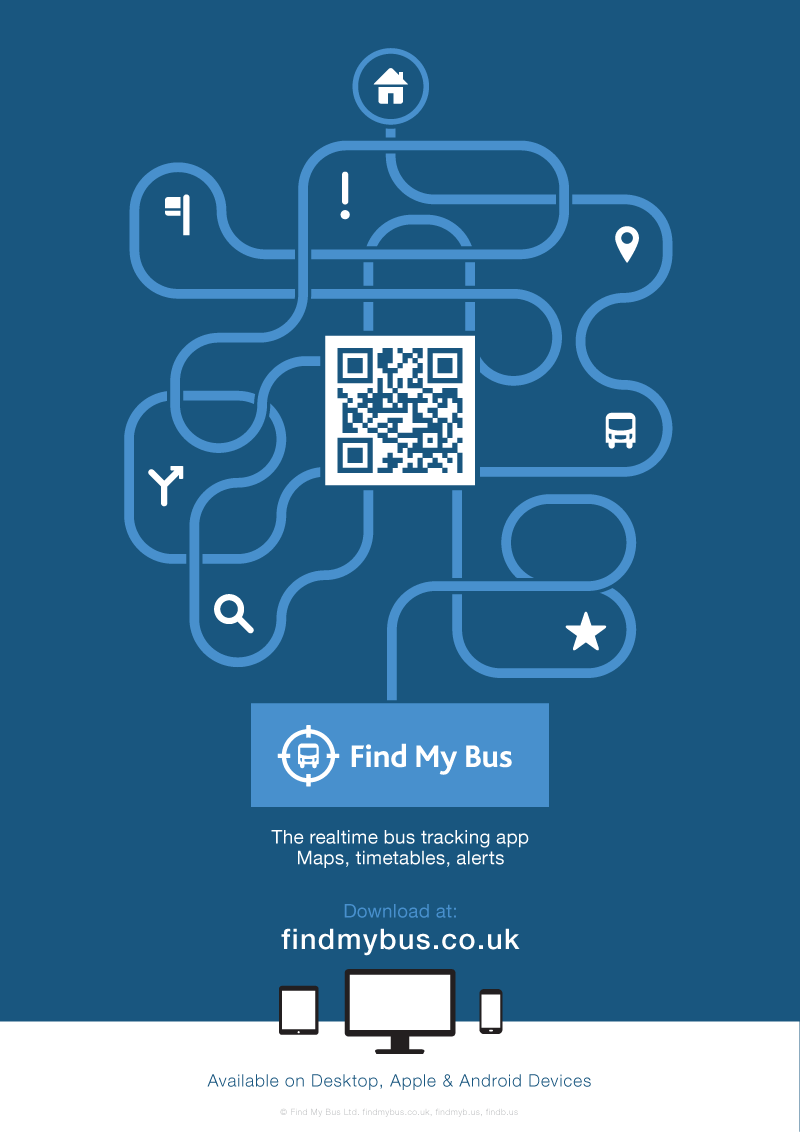 Find My Bus
The realtime bus tracking app
Maps, timetables, alerts
Download at:
findmybus.co.uk
Available on Desktop, Apple & Android Devices
© Find My Bus Ltd. findmybus.co.uk, findmyb.us, findb.us